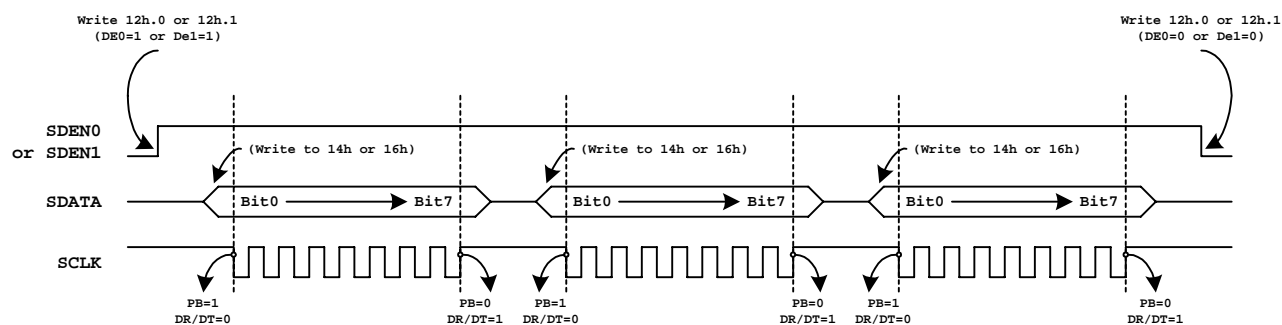 Write 12h.0 or 12h.1
(DE0=1 or De1=1)
Write 12h.0 or 12h.1
(DE0=0 or De1=0)
SDEN0
or SDEN1
(Write to 14h or 16h)
(Write to 14h or 16h)
(Write to 14h or 16h)
SDATA
Bit0
Bit7
Bit0
Bit7
Bit0
Bit7
SCLK
PB=1
DR/DT=0
PB=0
DR/DT=1
PB=1
DR/DT=0
PB=0
DR/DT=1
PB=1
DR/DT=0
PB=0
DR/DT=1